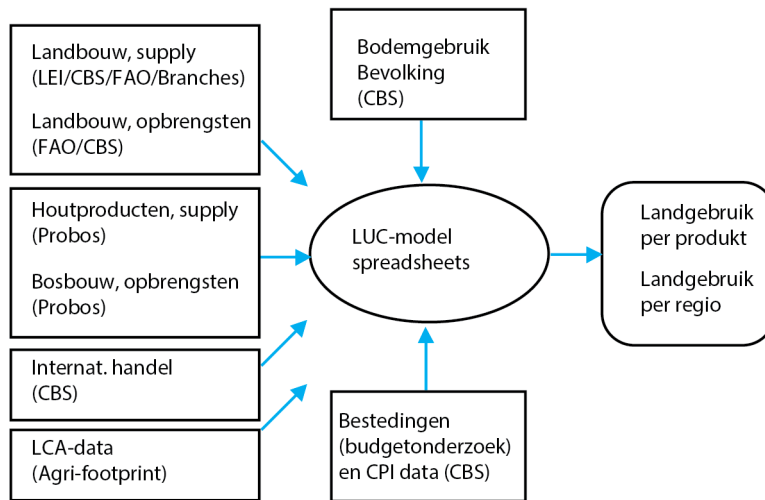 Landbouw, supply
(LEI/CBS/FAO/Branches)
Landbouw, opbrengsten
(FAO/CBS)
Houtproducten, supply
(Probos)
Bosbouw, opbrengsten
(Probos)
Internat. handel
(CBS)
LCA-data
(Agri-footprint)
Bodemgebruik
Bevolking
(CBS)
LUC-model
spreadsheets
Bestedingen
(budgetonderzoek)
en CPI data (CBS)
Landgebruik
per produkt
Landgebruik
per regio